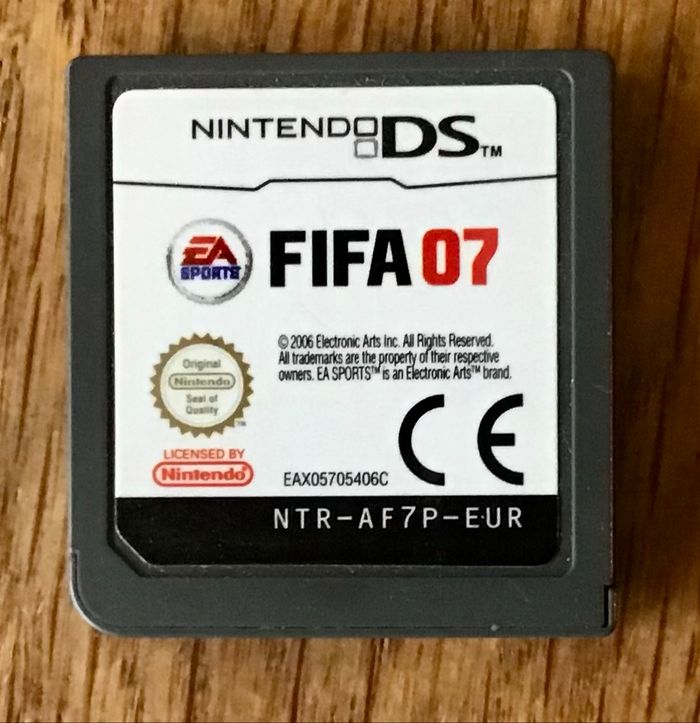 NINTENDO DS™
EA SPORTS
FIFA 07
© 2006 Electronic Arts Inc. All Rights Reserved.
All trademarks are the property of their respective
owners. EA SPORTS™ is an Electronic Arts™ brand.
Original
Nintendo
Seal of
Quality
™
CE
LICENSED BY
Nintendo
EAX05705406C
NTR-AF7P-EUR